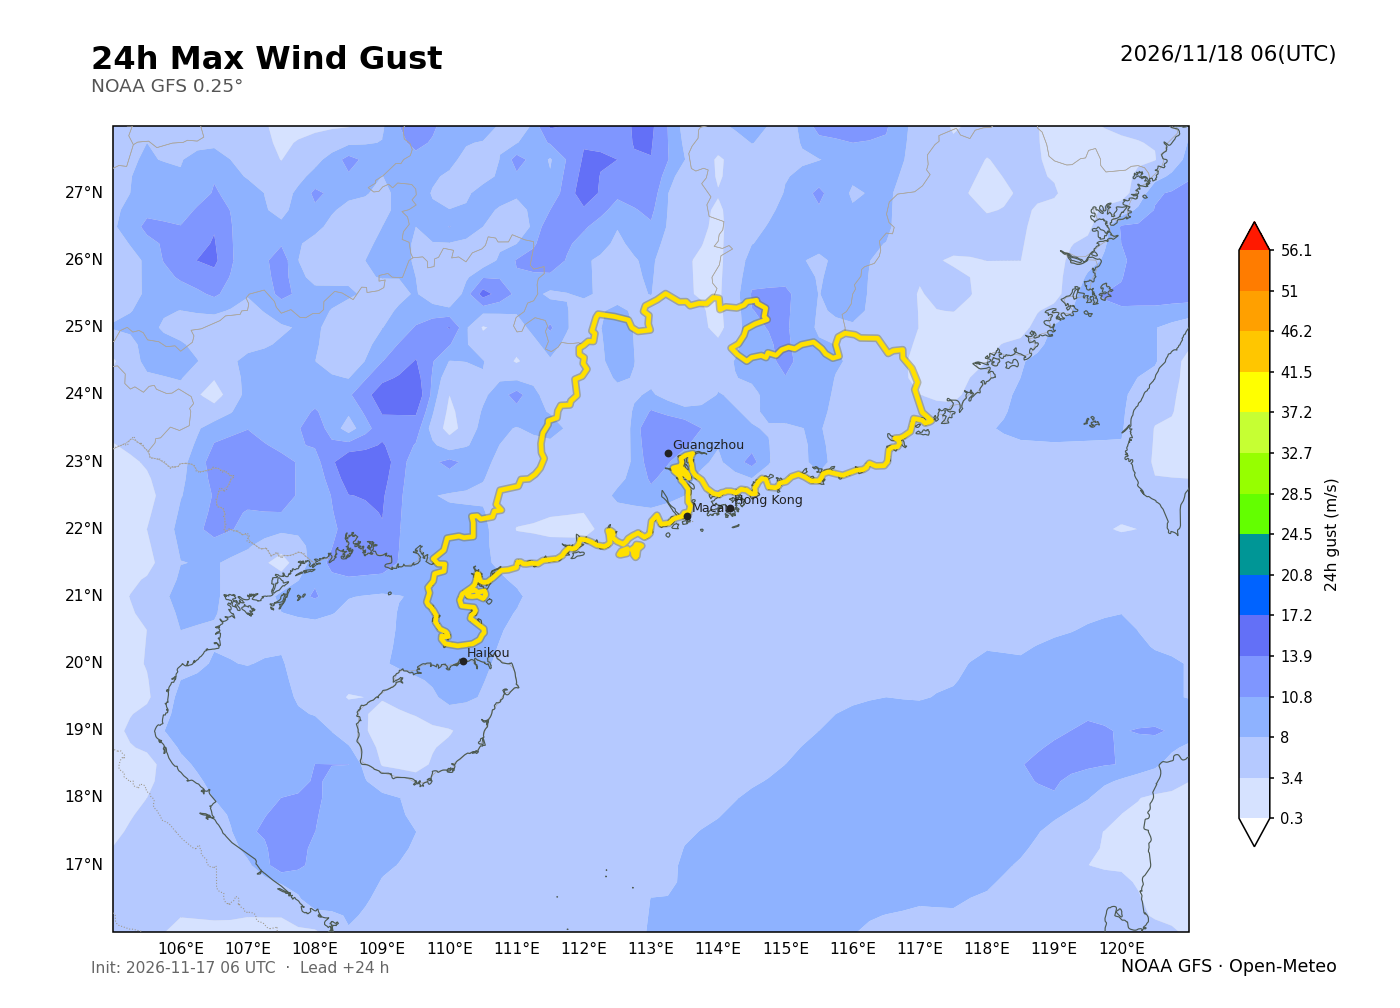 24h Max Wind Gust
2026/11/18 06(UTC)
NOAA GFS 0.25°
27°N
26°N
25°N
24°N
23°N
22°N
21°N
20°N
19°N
18°N
17°N
Guangzhou
Hong Kong
Macau
Haikou
106°E 107°E 108°E 109°E 110°E 111°E 112°E 113°E 114°E 115°E 116°E 117°E 118°E 119°E 120°E
56.1
51
46.2
41.5
37.2
32.7
28.5
24.5
20.8
17.2
13.9
10.8
8
3.4
0.3
24h gust (m/s)
Init: 2026-11-17 06 UTC · Lead +24 h
NOAA GFS · Open-Meteo